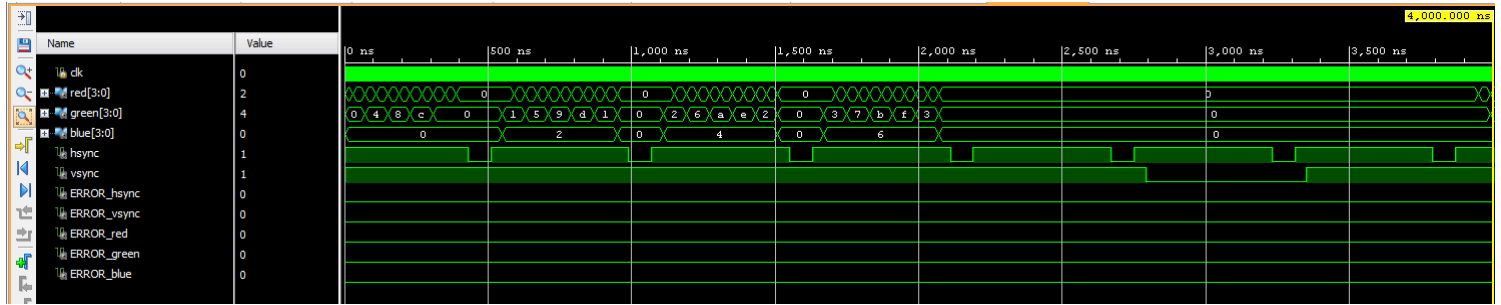 4,000.000 ns
Name Value
0 ns 500 ns 1,000 ns 1,500 ns 2,000 ns 2,500 ns 3,000 ns 3,500 ns
clk 0
red[3:0] 2 0 0 0 0
green[3:0] 4 0 4 8 c 0 1 5 9 d 1 0 2 6 a e 2 0 3 7 b f 3 0
blue[3:0] 0 0 2 0 4 0 6 0
hsync 1
vsync 1
ERROR_hsync 0
ERROR_vsync 0
ERROR_red 0
ERROR_green 0
ERROR_blue 0